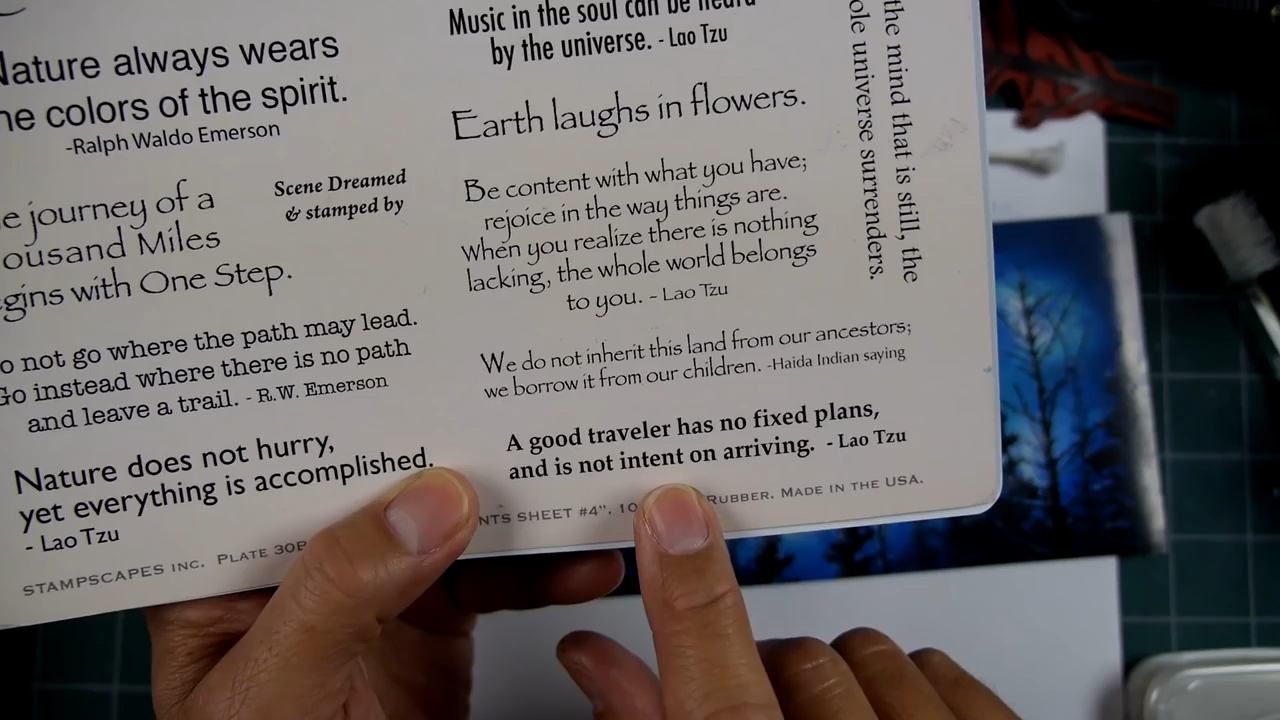 Nature always wears
the colors of the spirit.
-Ralph Waldo Emerson
journey of a
Miles
with One Step.
Scene Dreamed
& stamped by
not go where the path may lead.
Go instead where there is no path
and leave a trail. - R.W. Emerson
Nature does not hurry,
yet everything is accomplished.
- Lao Tzu
Music in the soul can be heard
by the universe. - Lao Tzu
Earth laughs in flowers.
Be content with what you have;
rejoice in the way things are.
When you realize there is nothing
lacking, the whole world belongs
to you. - Lao Tzu
We do not inherit this land from our ancestors;
we borrow it from our children. -Haida Indian saying
A good traveler has no fixed plans,
and is not intent on arriving. - Lao Tzu
the mind that is still, the
universe surrenders.
STAMPSCAPES INC. PLATE SHEET #4". RUBBER. MADE IN THE USA.